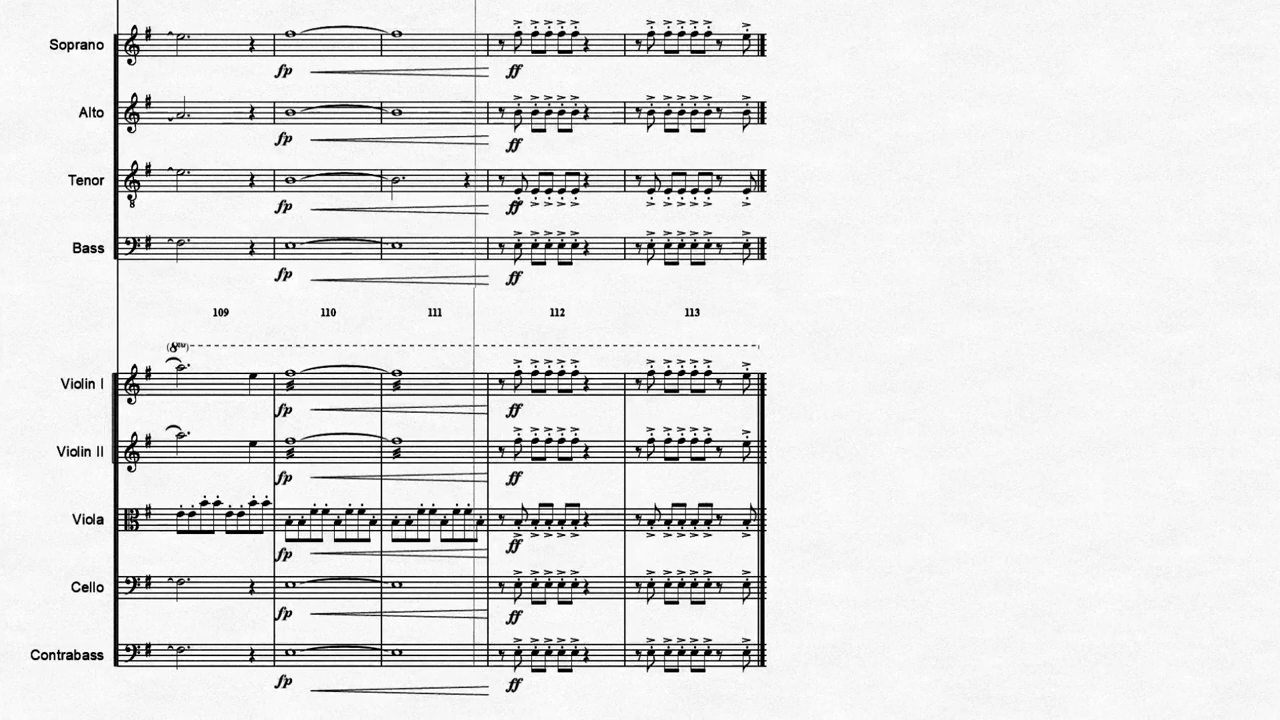 Soprano
fp ff
Alto
fp ff
Tenor
8
fp ff
Bass
fp ff
109 110 111 112 113
(8va)
Violin I
fp ff
Violin II
fp ff
Viola
fp ff
Cello
fp ff
Contrabass
fp ff